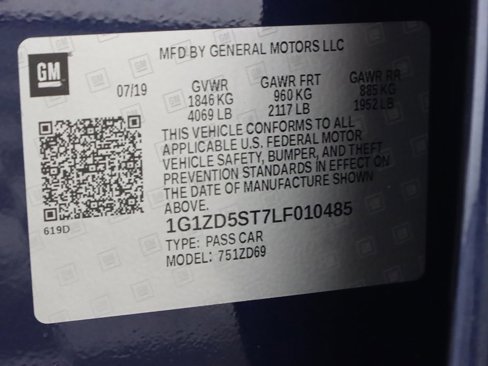 GM
MFD BY GENERAL MOTORS LLC
07/19 GVWR GAWR FRT GAWR RR
1846 KG 960 KG 885 KG
4069 LB 2117 LB 1952 LB
THIS VEHICLE CONFORMS TO ALL
APPLICABLE U.S. FEDERAL MOTOR
VEHICLE SAFETY, BUMPER, AND THEFT
PREVENTION STANDARDS IN EFFECT ON
THE DATE OF MANUFACTURE SHOWN
ABOVE.
619D
1G1ZD5ST7LF010485
TYPE: PASS CAR
MODEL: 751ZD69